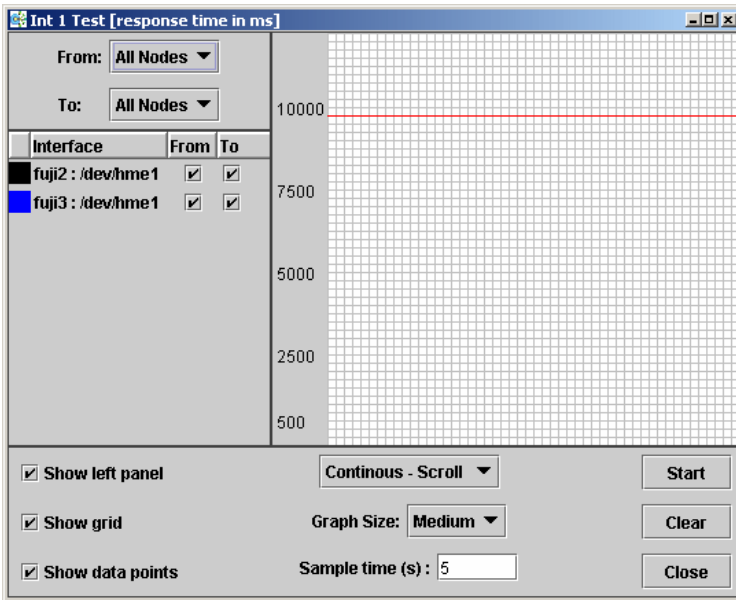 Int 1 Test [response time in ms]
From: All Nodes
To: All Nodes
Interface From To
fuji2 : /dev/hme1
fuji3 : /dev/hme1
10000
7500
5000
2500
500
Show left panel
Continous - Scroll
Start
Show grid
Graph Size: Medium
Clear
Show data points
Sample time (s) : 5
Close